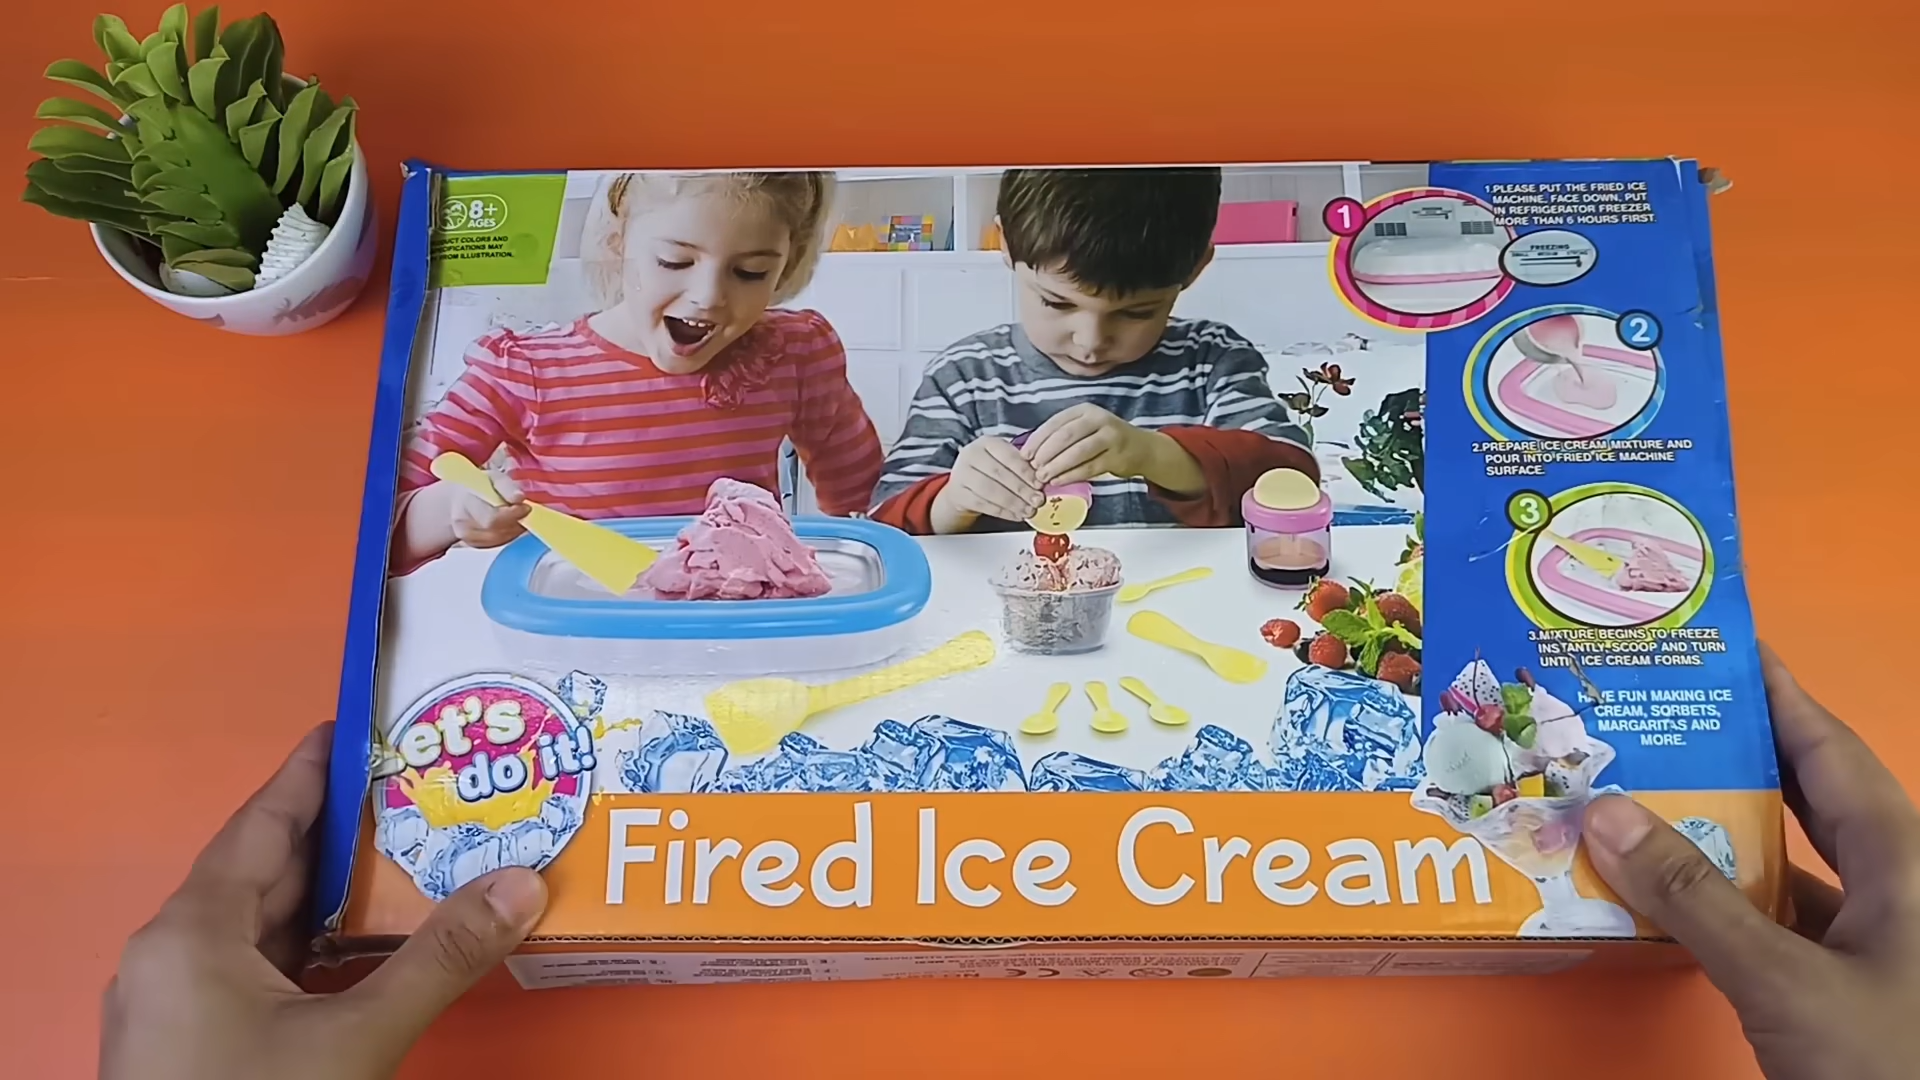 8+
AGES
UCT COLORS AND
ECIFICATIONS MAY
FROM ILLUSTRATION.
1
1.PLEASE PUT THE FRIED ICE
MACHINE, FACE DOWN, PUT
IN REFRIGERATOR FREEZER
MORE THAN 6 HOURS FIRST.
FREEZING
2
2.PREPARE ICE CREAM MIXTURE AND
POUR INTO FRIED ICE MACHINE
SURFACE.
3
3.MIXTURE BEGINS TO FREEZE
INSTANTLY-SCOOP AND TURN
UNTIL ICE CREAM FORMS.
HAVE FUN MAKING ICE
CREAM, SORBETS,
MARGARITAS AND
MORE.
Let's
do it!
Fired Ice Cream